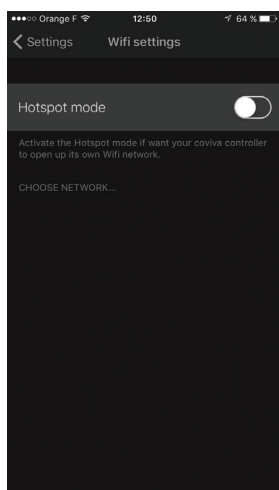 Orange F 12:50 64 %
Settings Wifi settings
Hotspot mode
Activate the Hotspot mode if want your coviva controller
to open up its own Wifi network.
CHOOSE NETWORK...